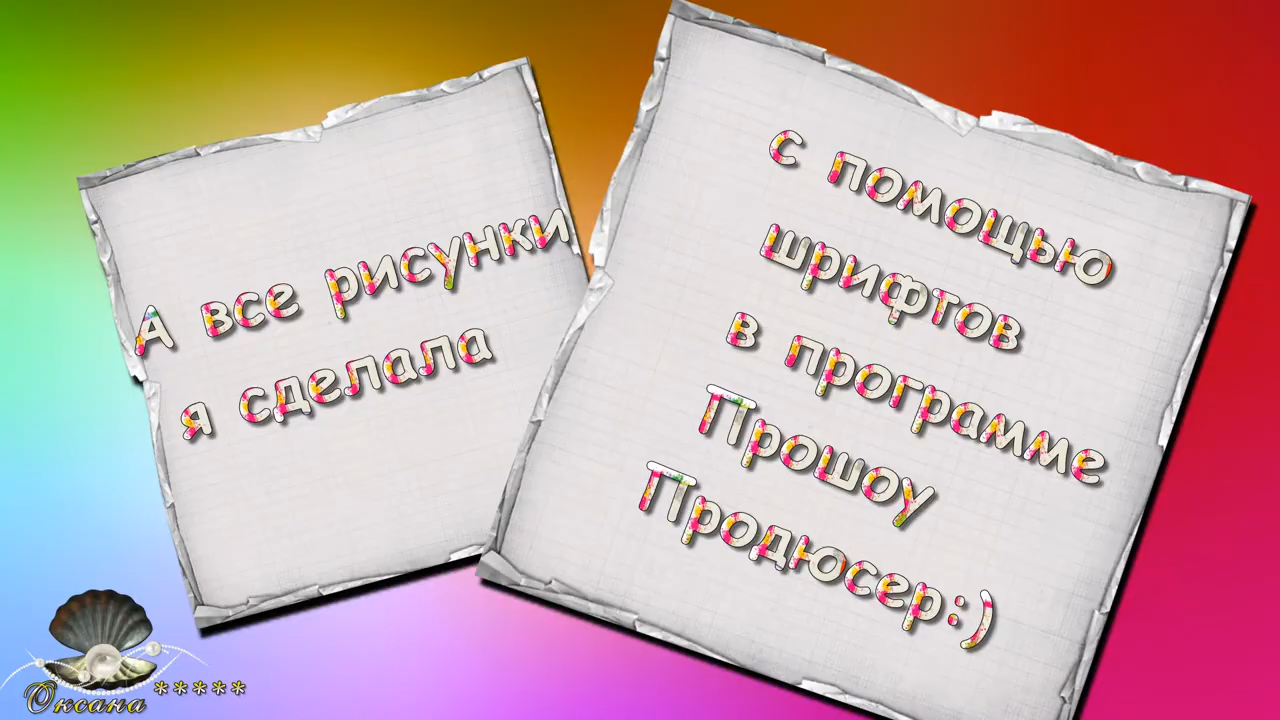 А все рисунки
я сделала
с помощью
шрифтов
в программе
Прошоу
Продюсер:)
Оксана*****